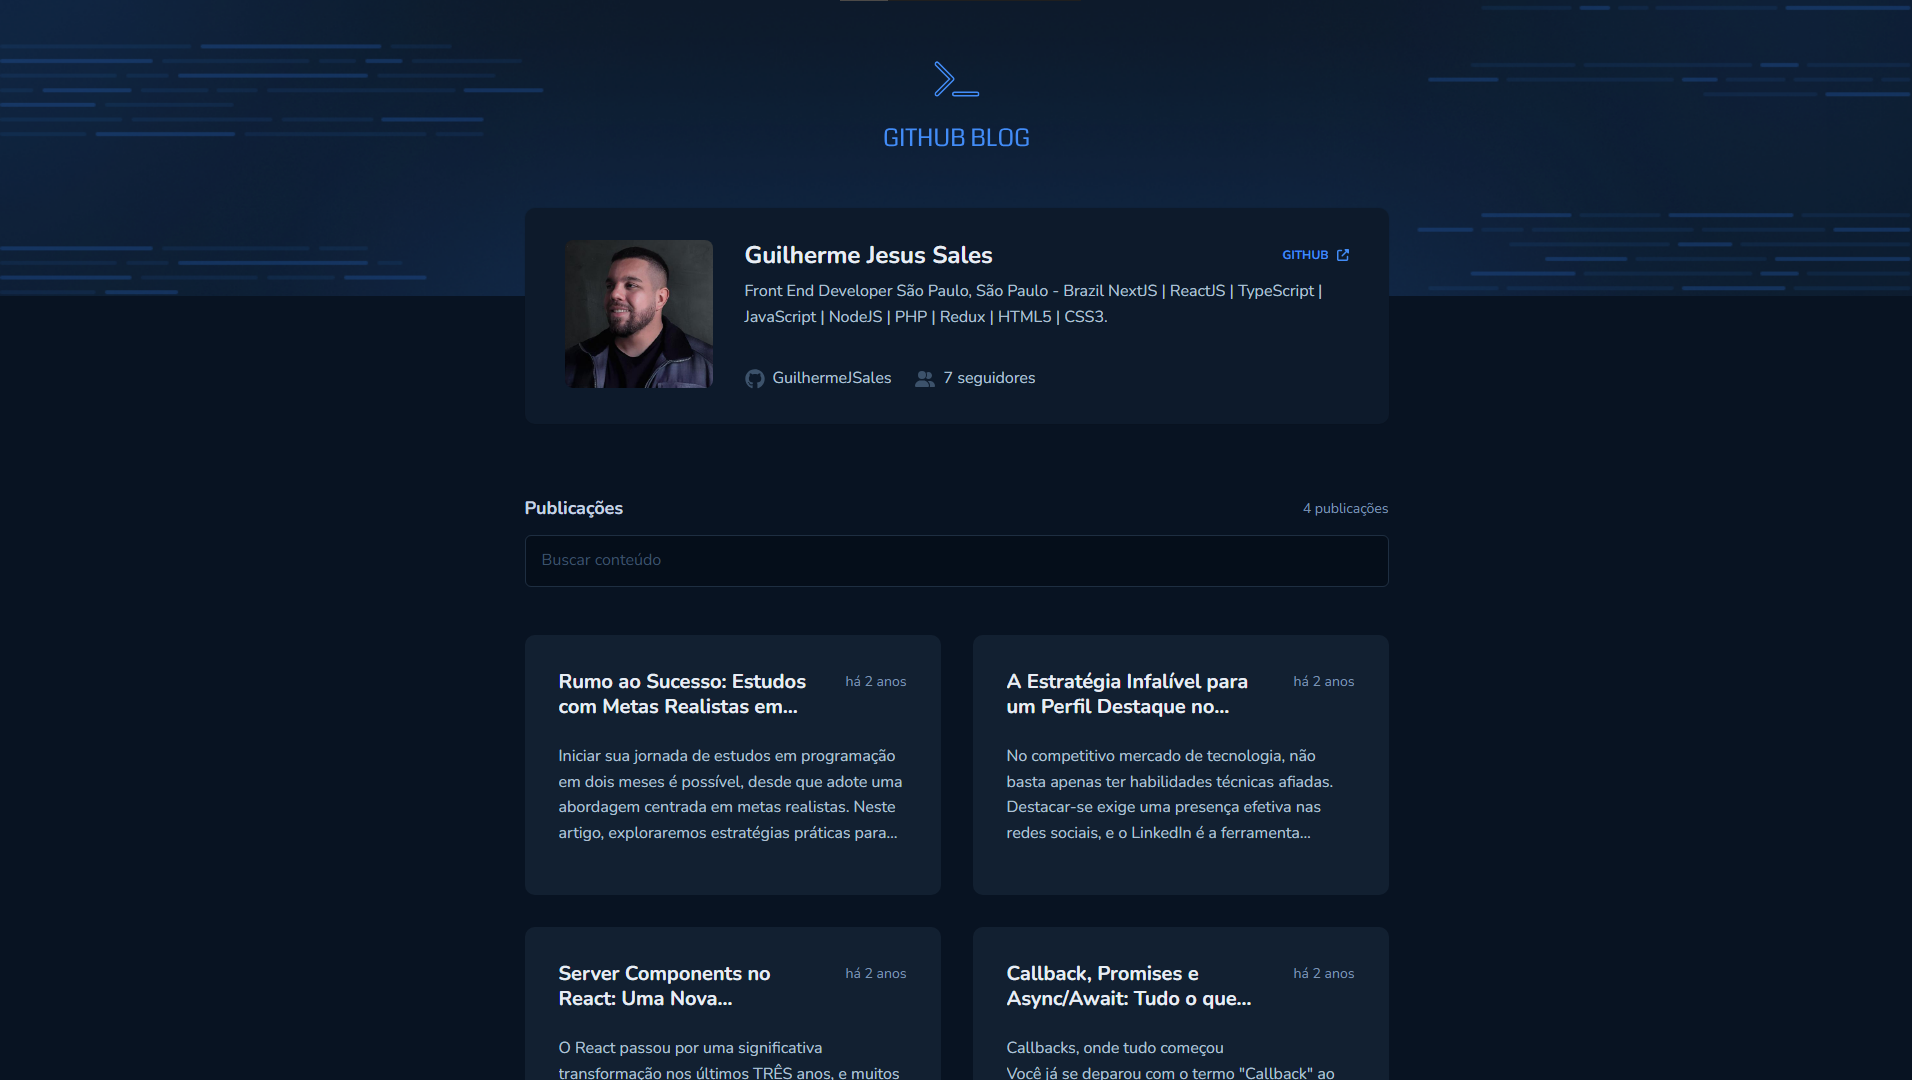 GITHUB BLOG
Guilherme Jesus Sales
GITHUB
Front End Developer São Paulo, São Paulo - Brazil NextJS | ReactJS | TypeScript |
JavaScript | NodeJS | PHP | Redux | HTML5 | CSS3.
GuilhermeJSales
7 seguidores
Publicações
4 publicações
Buscar conteúdo
Rumo ao Sucesso: Estudos
com Metas Realistas em...
há 2 anos
Iniciar sua jornada de estudos em programação
em dois meses é possível, desde que adote uma
abordagem centrada em metas realistas. Neste
artigo, exploraremos estratégias práticas para...
A Estratégia Infalível para
um Perfil Destaque no...
há 2 anos
No competitivo mercado de tecnologia, não
basta apenas ter habilidades técnicas afiadas.
Destacar-se exige uma presença efetiva nas
redes sociais, e o LinkedIn é a ferramenta...
Server Components no
React: Uma Nova...
há 2 anos
O React passou por uma significativa
transformação nos últimos TRÊS anos, e muitos
Callback, Promises e
Async/Await: Tudo o que...
há 2 anos
Callbacks, onde tudo começou
Você já se deparou com o termo "Callback" ao